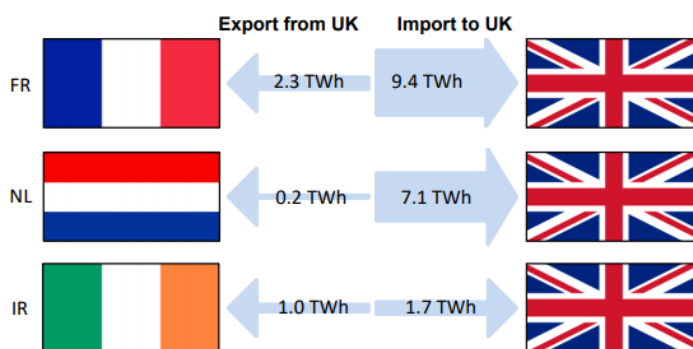 Export from UK Import to UK
FR 2.3 TWh 9.4 TWh
NL 0.2 TWh 7.1 TWh
IR 1.0 TWh 1.7 TWh